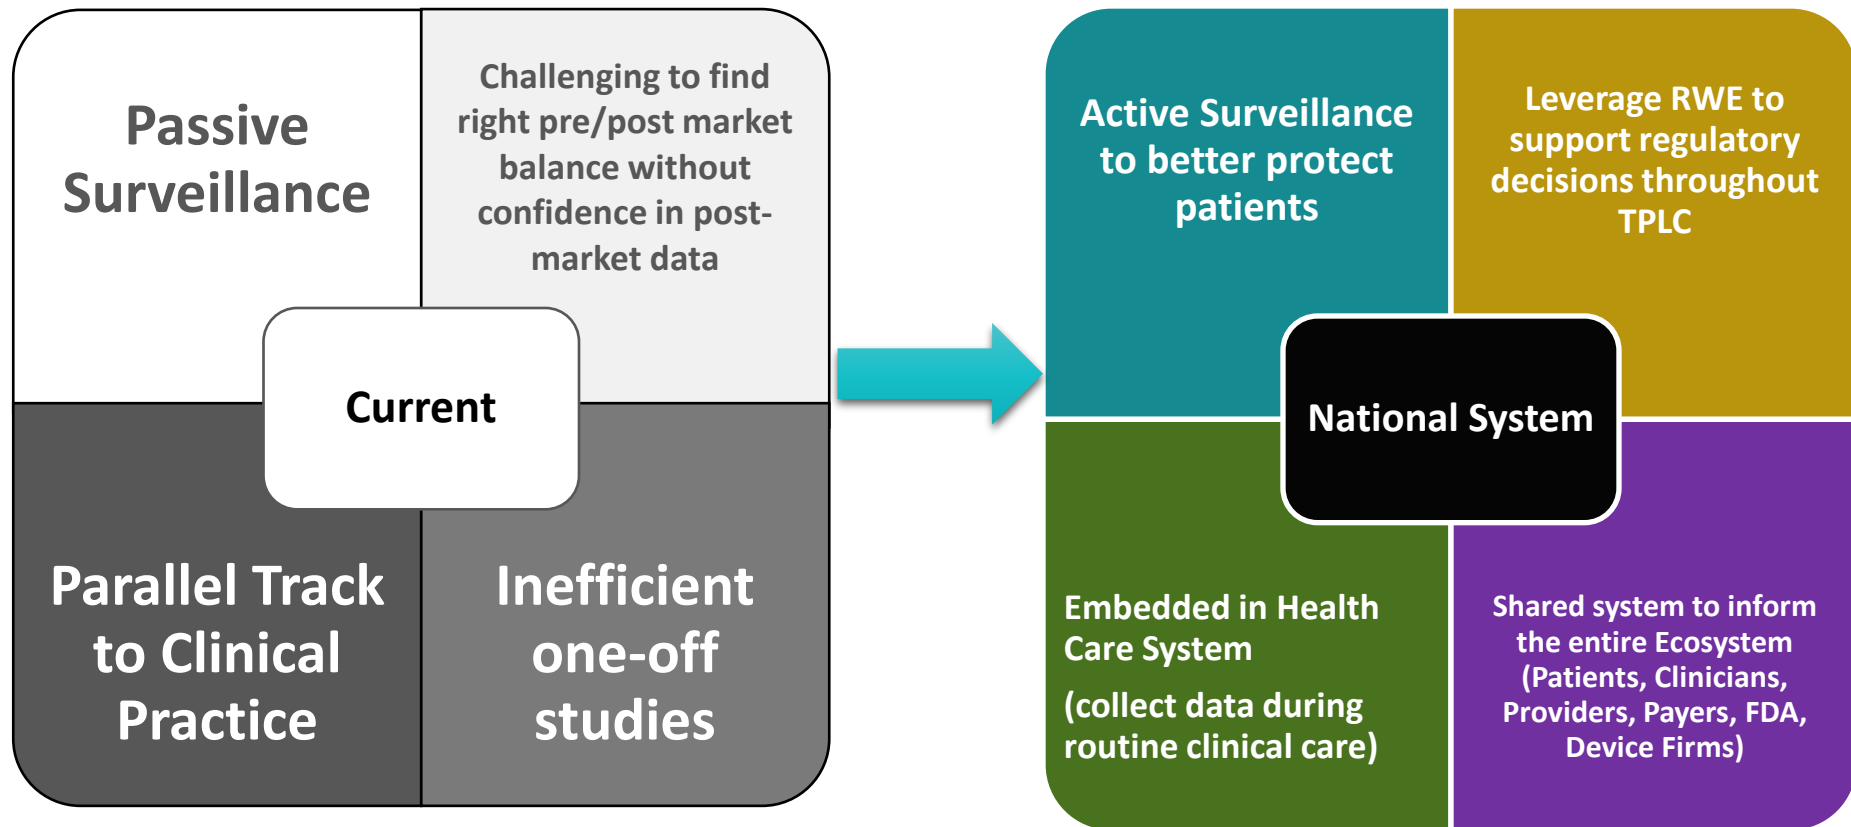 Passive
Surveillance
Challenging to find
right pre/post market
balance without
confidence in post-
market data
Current
Parallel Track
to Clinical
Practice
Inefficient
one-off
studies
Active Surveillance
to better protect
patients
Leverage RWE to
support regulatory
decisions throughout
TPLC
National System
Embedded in Health
Care System
(collect data during
routine clinical care)
Shared system to inform
the entire Ecosystem
(Patients, Clinicians,
Providers, Payers, FDA,
Device Firms)